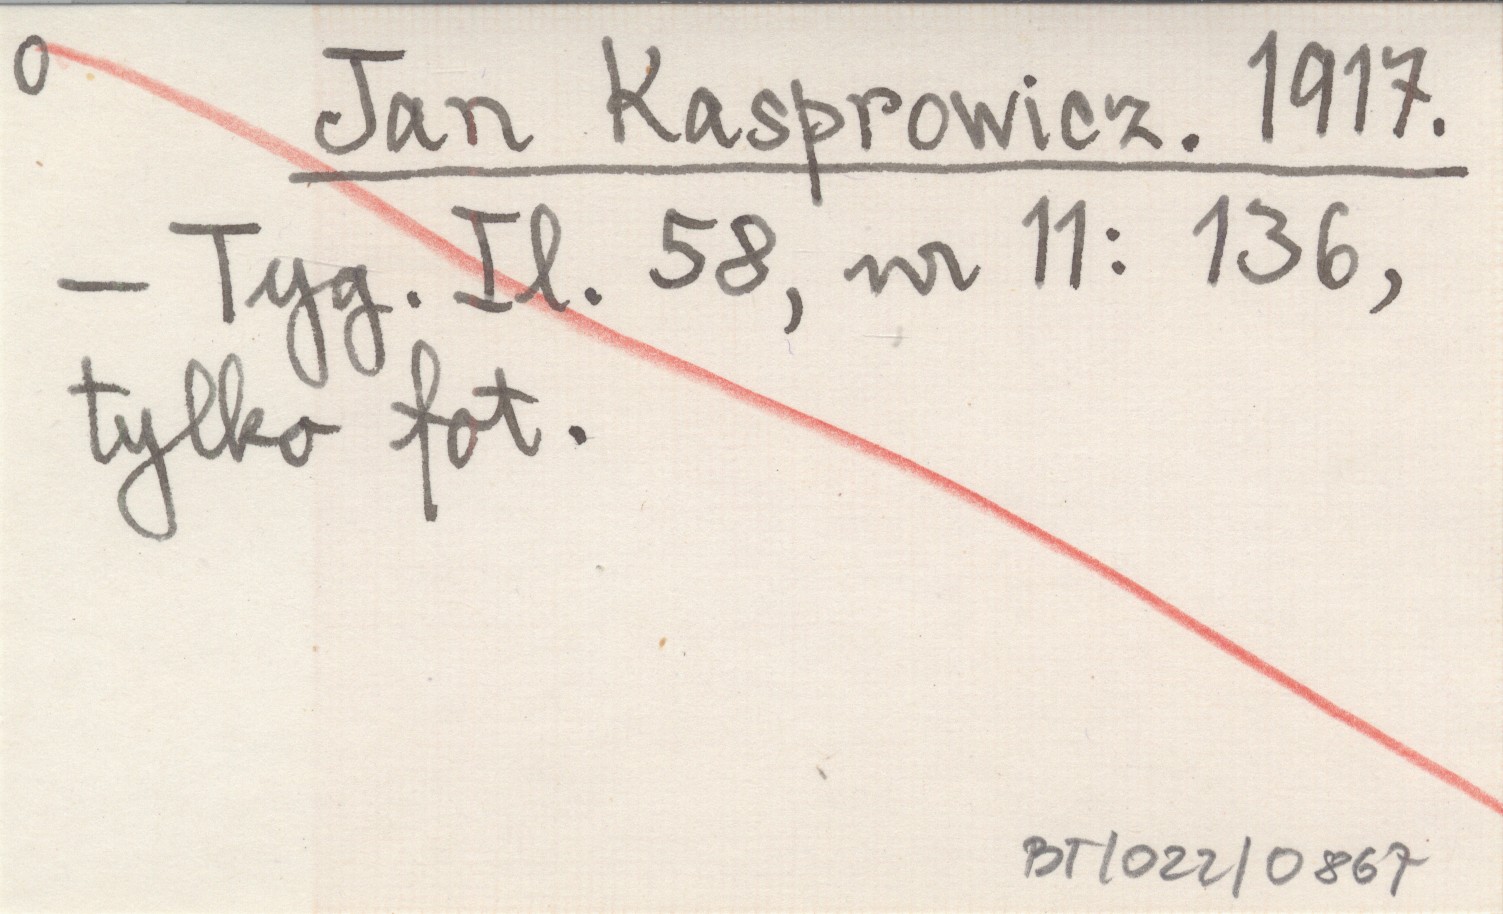 0 Jan Kasprowicz. 1917.
– Tyg. Il. 58, nr 11: 136,
tylko fot.
BT/022/0867